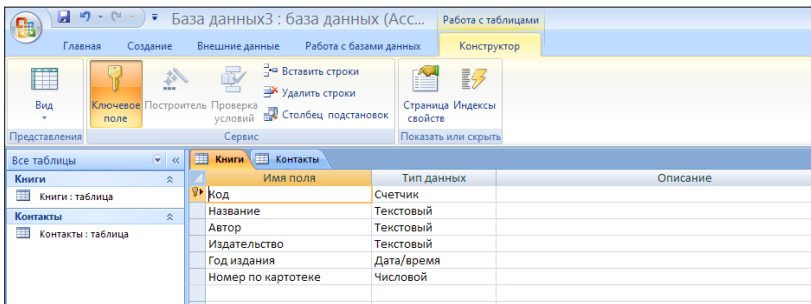 База данных3 : база данных (Acc... Работа с таблицами
Главная Создание Внешние данные Работа с базами данных Конструктор
Вид
Ключевое поле
Построитель
Проверка условий
Вставить строки
Удалить строки
Столбец подстановок
Страница свойств
Индексы
Представления Сервис Показать или скрыть
Все таблицы
Книги
Книги : таблица
Контакты
Контакты : таблица
Книги Контакты
Имя поля Тип данных Описание
Код Счетчик
Название Текстовый
Автор Текстовый
Издательство Текстовый
Год издания Дата/время
Номер по картотеке Числовой